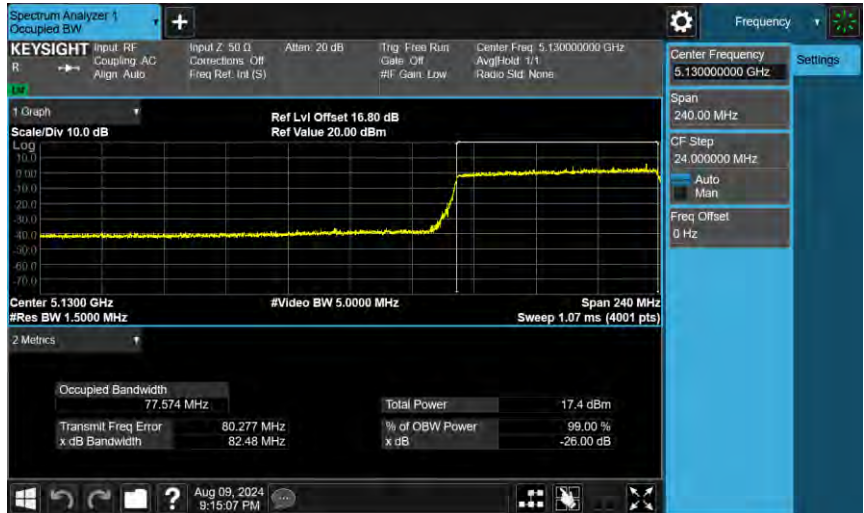 Spectrum Analyzer 1
Occupied BW
+
Frequency
KEYSIGHT
R
Input: RF
Coupling: AC
Align: Auto
Input Z: 50 Ω
Corrections: Off
Freq Ref: Int (S)
Atten: 20 dB
Trig: Free Run
Gate: Off
#IF Gain: Low
Center Freq: 5.130000000 GHz
Avg|Hold: 1/1
Radio Std: None
Center Frequency
5.130000000 GHz
Settings
Span
240.00 MHz
CF Step
24.000000 MHz
Auto
Man
Freq Offset
0 Hz
1 Graph
Scale/Div 10.0 dB
Ref Lvl Offset 16.80 dB
Ref Value 20.00 dBm
Log
10.0
0.00
-10.0
-20.0
-30.0
-40.0
-50.0
-60.0
-70.0
Center 5.1300 GHz
#Video BW 5.0000 MHz
Span 240 MHz
#Res BW 1.5000 MHz
Sweep 1.07 ms (4001 pts)
2 Metrics
Occupied Bandwidth
77.574 MHz
Total Power 17.4 dBm
Transmit Freq Error 80.277 MHz
% of OBW Power 99.00 %
x dB Bandwidth 82.48 MHz
x dB -26.00 dB
?
Aug 09, 2024
9:15:07 PM